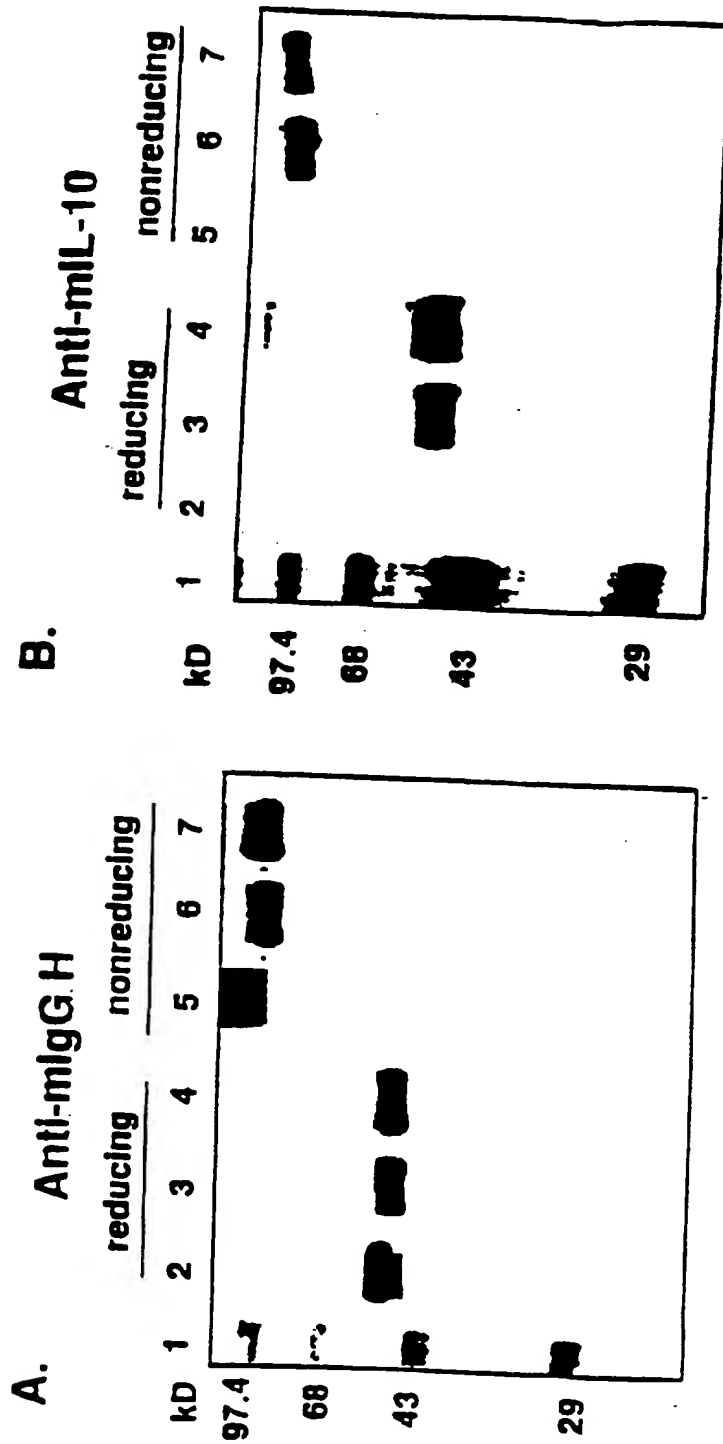 A.
Anti-mIgG.H
reducing nonreducing
kD 1 2 3 4 5 6 7
97.4
68
43
29
B.
Anti-mIL-10
reducing nonreducing
kD 1 2 3 4 5 6 7
97.4
68
43
29